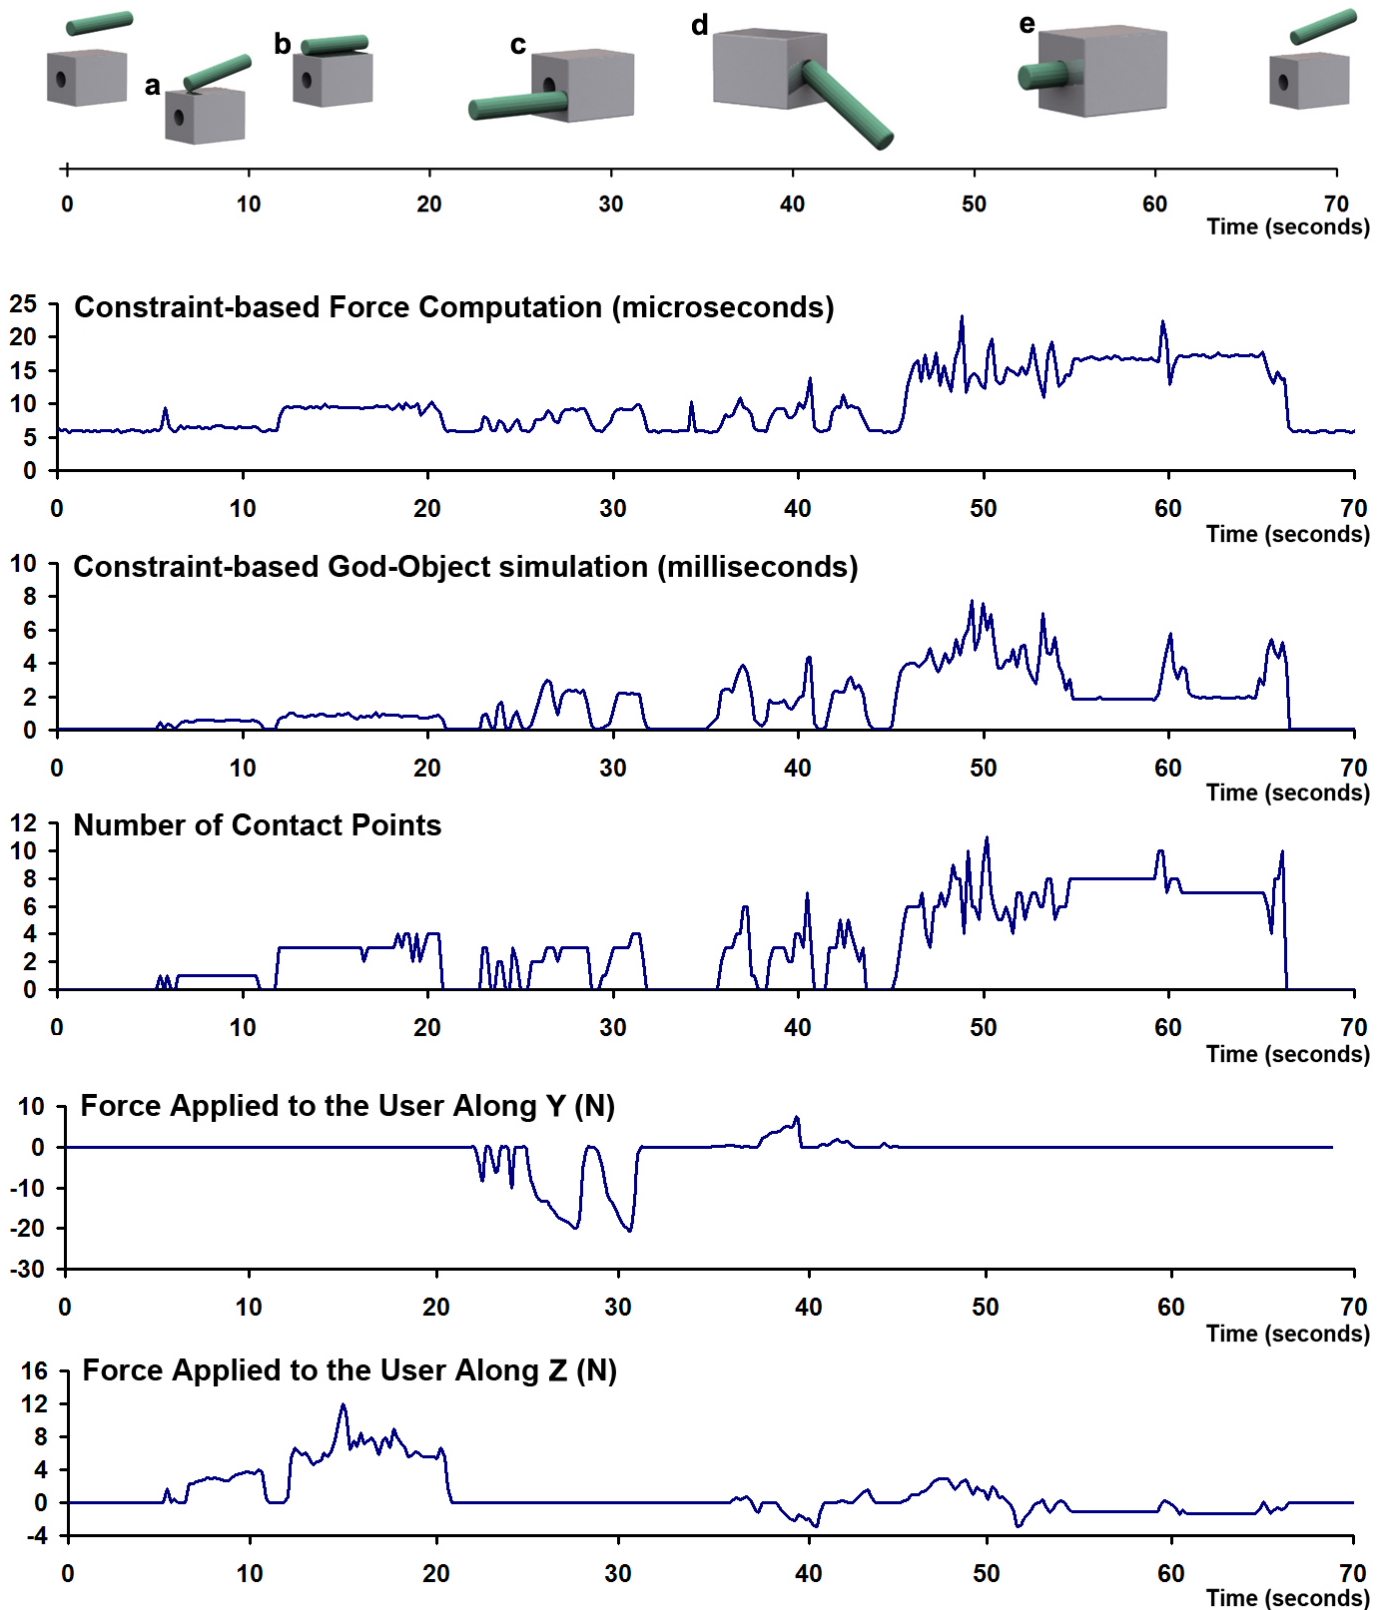 a
b
c
d
e
0 10 20 30 40 50 60 70
Time (seconds)
Constraint-based Force Computation (microseconds)
25
20
15
10
5
0
0 10 20 30 40 50 60 70
Time (seconds)
Constraint-based God-Object simulation (milliseconds)
10
8
6
4
2
0
0 10 20 30 40 50 60 70
Time (seconds)
Number of Contact Points
12
10
8
6
4
2
0
0 10 20 30 40 50 60 70
Time (seconds)
Force Applied to the User Along Y (N)
10
0
-10
-20
-30
0 10 20 30 40 50 60 70
Time (seconds)
Force Applied to the User Along Z (N)
16
12
8
4
0
-4
0 10 20 30 40 50 60 70
Time (seconds)